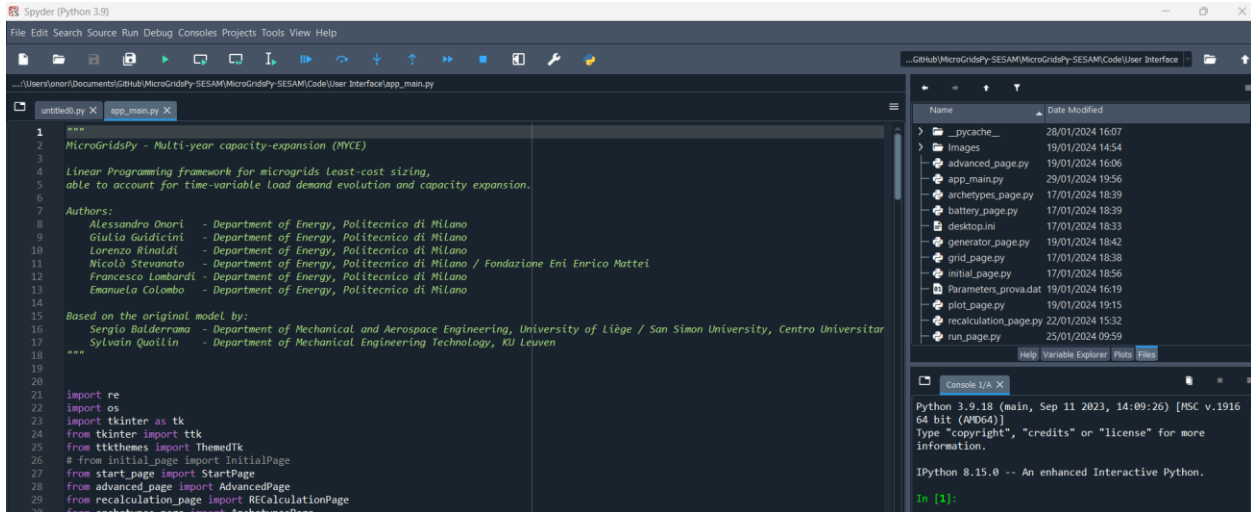 Spyder (Python 3.9)
File Edit Search Source Run Debug Consoles Projects Tools View Help
...GitHub\MicroGridsPy-SESAM\MicroGridsPy-SESAM\Code\User Interface
...:\Users\onori\Documents\GitHub\MicroGridsPy-SESAM\MicroGridsPy-SESAM\Code\User Interface\app_main.py
untitled0.py
app_main.py
1 """
2 MicroGridsPy - Multi-year capacity-expansion (MYCE)
3
4 Linear Programming framework for microgrids least-cost sizing,
5 able to account for time-variable load demand evolution and capacity expansion.
6
7 Authors:
8 Alessandro Onori - Department of Energy, Politecnico di Milano
9 Giulia Guidicini - Department of Energy, Politecnico di Milano
10 Lorenzo Rinaldi - Department of Energy, Politecnico di Milano
11 Nicolò Stevanato - Department of Energy, Politecnico di Milano / Fondazione Eni Enrico Mattei
12 Francesco Lombardi - Department of Energy, Politecnico di Milano
13 Emanuela Colombo - Department of Energy, Politecnico di Milano
14
15 Based on the original model by:
16 Sergio Balderrama - Department of Mechanical and Aerospace Engineering, University of Liège / San Simon University, Centro Universitar
17 Sylvain Quoilin - Department of Mechanical Engineering Technology, KU Leuven
18 """
19
20
21 import re
22 import os
23 import tkinter as tk
24 from tkinter import ttk
25 from ttkthemes import ThemedTk
26 # from initial_page import InitialPage
27 from start_page import StartPage
28 from advanced_page import AdvancedPage
29 from recalculation_page import RECalculationPage
Name Date Modified
__pycache__ 28/01/2024 16:07
Images 19/01/2024 14:54
advanced_page.py 19/01/2024 16:06
app_main.py 29/01/2024 19:56
archetypes_page.py 17/01/2024 18:39
battery_page.py 17/01/2024 18:39
desktop.ini 17/01/2024 18:33
generator_page.py 19/01/2024 18:42
grid_page.py 17/01/2024 18:38
initial_page.py 17/01/2024 18:56
Parameters_prova.dat 19/01/2024 16:19
plot_page.py 19/01/2024 19:15
recalculation_page.py 22/01/2024 15:32
run_page.py 25/01/2024 09:59
Help Variable Explorer Plots Files
Console 1/A
Python 3.9.18 (main, Sep 11 2023, 14:09:26) [MSC v.1916
64 bit (AMD64)]
Type "copyright", "credits" or "license" for more
information.
IPython 8.15.0 -- An enhanced Interactive Python.
In [1]: